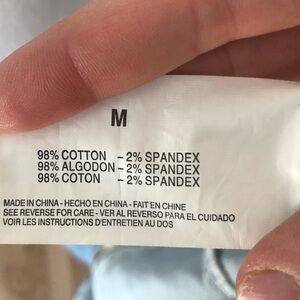 M
98% COTTON - 2% SPANDEX
98% ALGODON - 2% SPANDEX
98% COTON - 2% SPANDEX
MADE IN CHINA - HECHO EN CHINA - FAIT EN CHINE
SEE REVERSE FOR CARE - VER AL REVERSO PARA EL CUIDADO
VOIR LES INSTRUCTIONS D'ENTRETIEN AU DOS